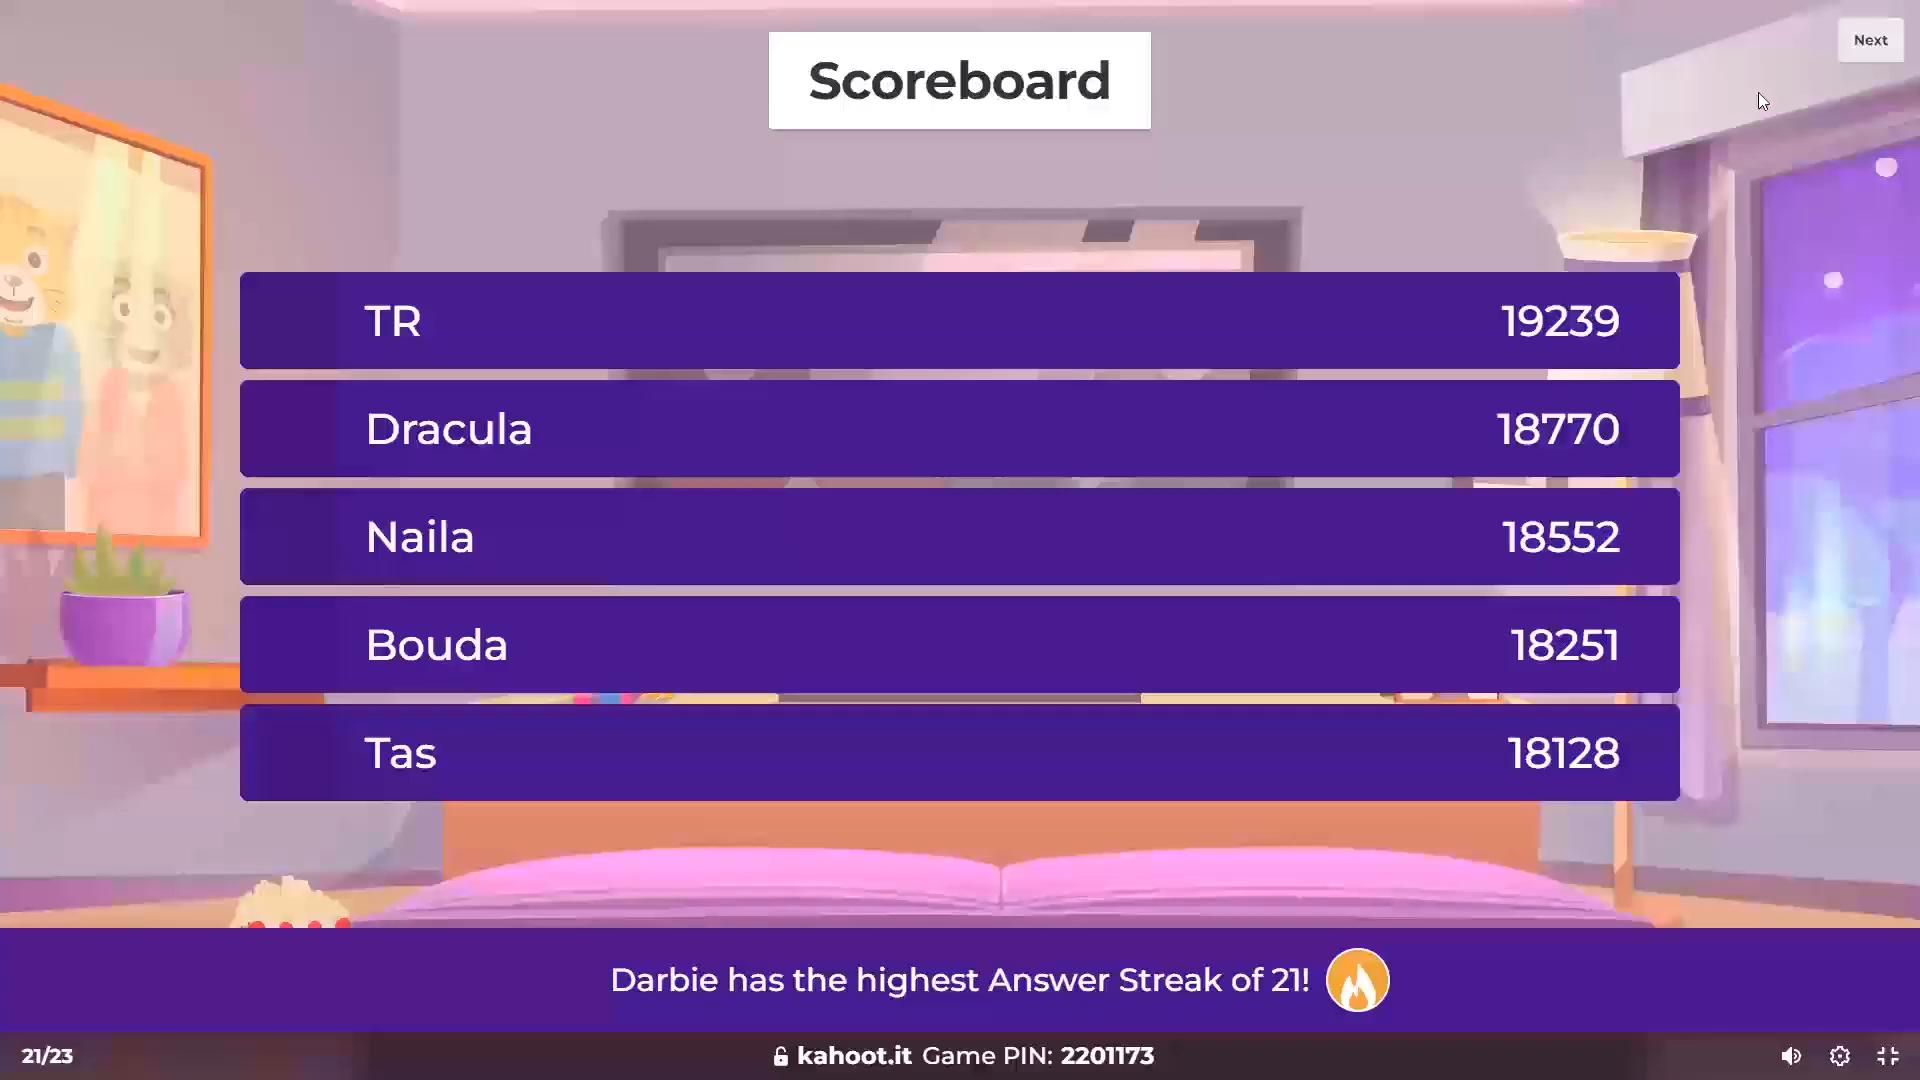 Next
Scoreboard
TR 19239
Dracula 18770
Naila 18552
Bouda 18251
Tas 18128
Darbie has the highest Answer Streak of 21!
21/23
kahoot.it Game PIN: 2201173